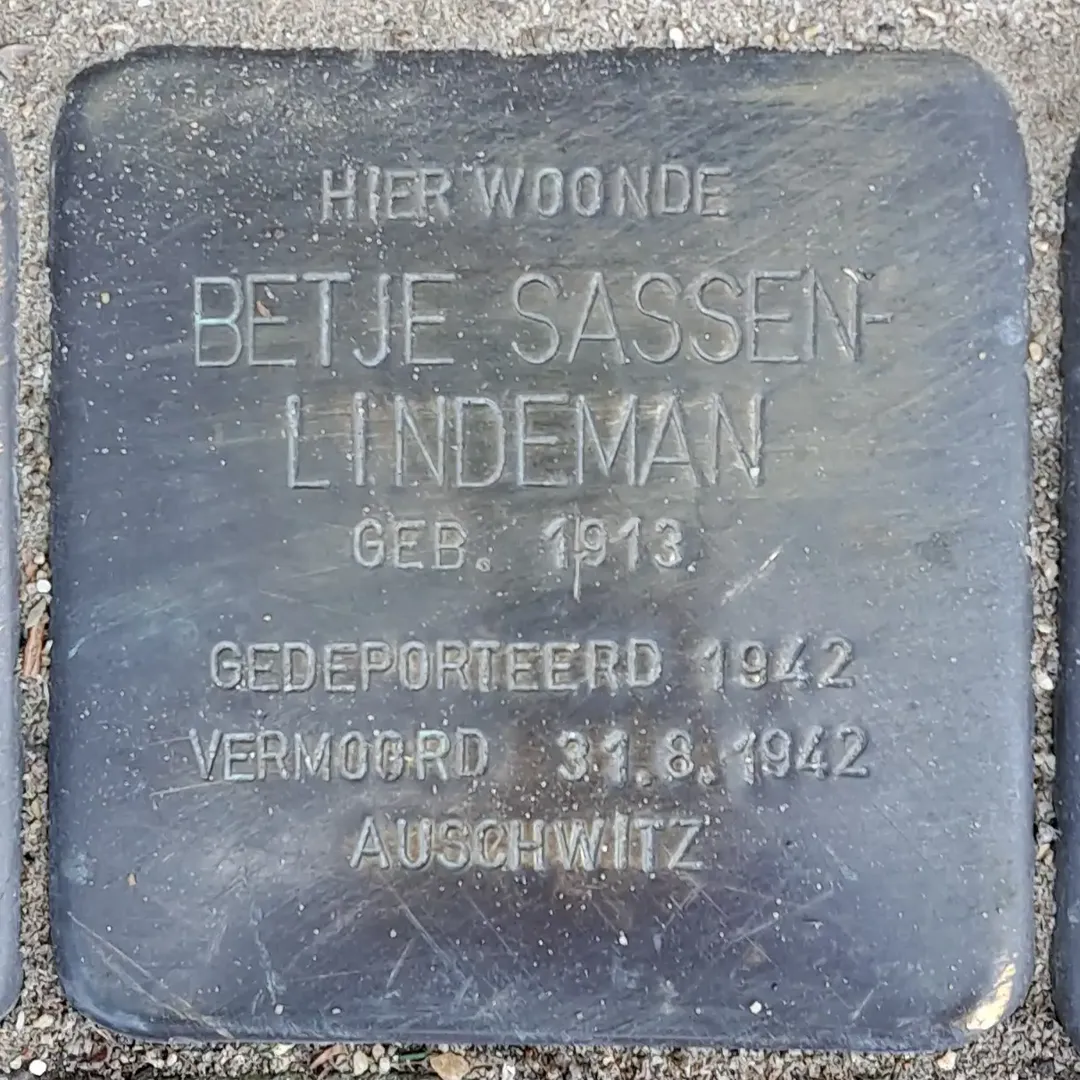 HIER WOONDE
BETJE SASSEN-
LINDEMAN
GEB. 1913
GEDEPORTEERD 1942
VERMOORD 31.8.1942
AUSCHWITZ